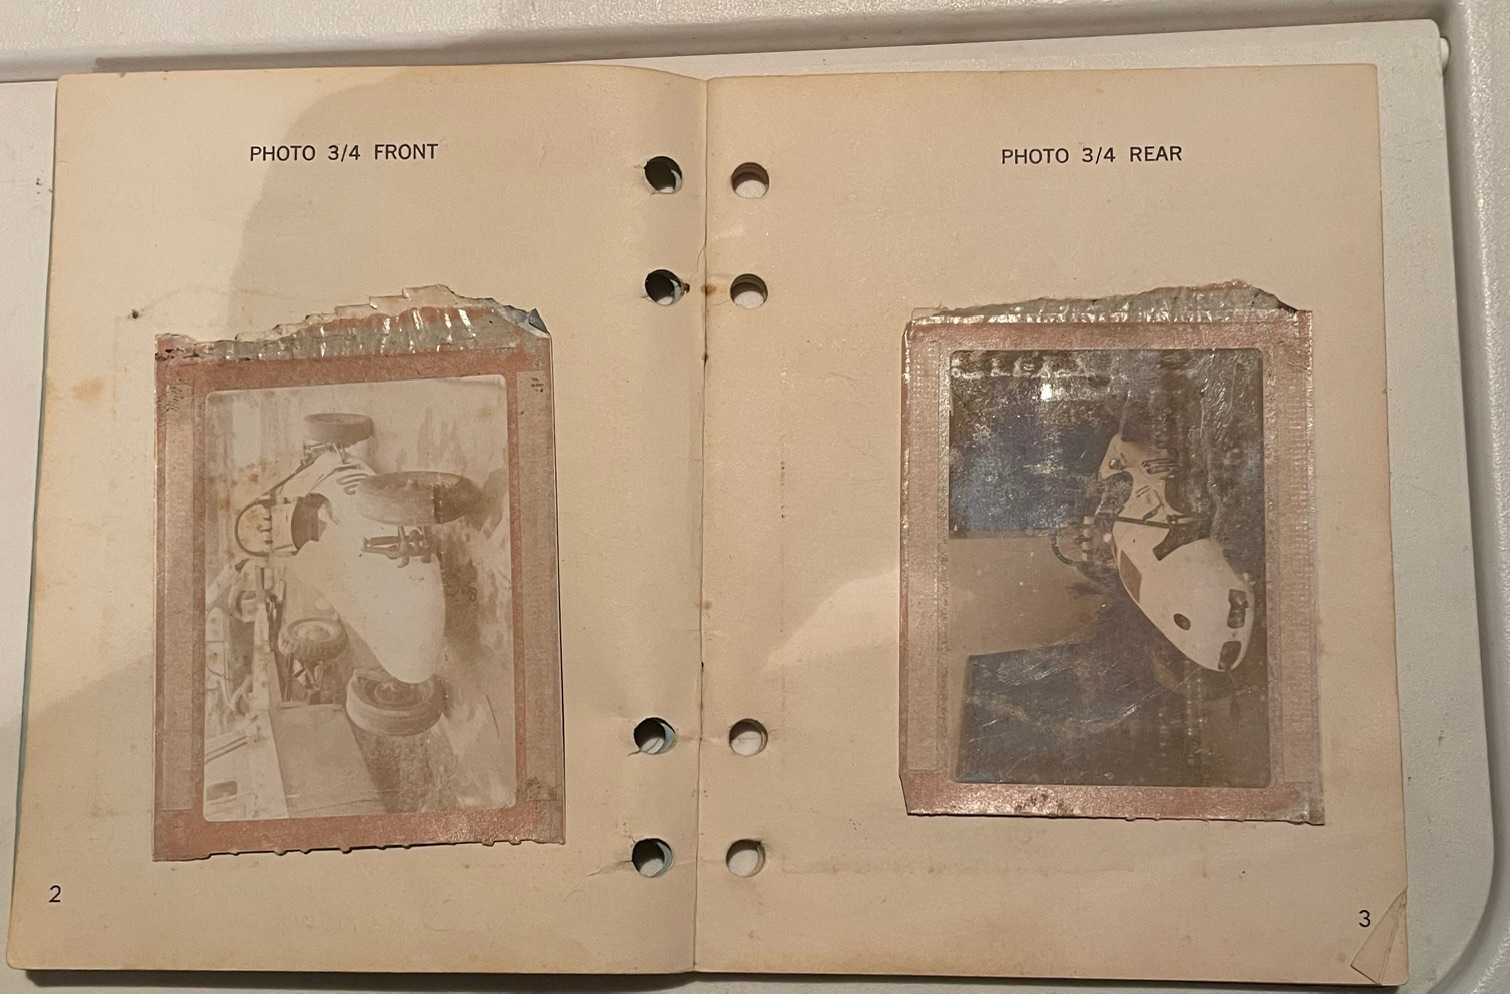 PHOTO 3/4 FRONT
2
PHOTO 3/4 REAR
3